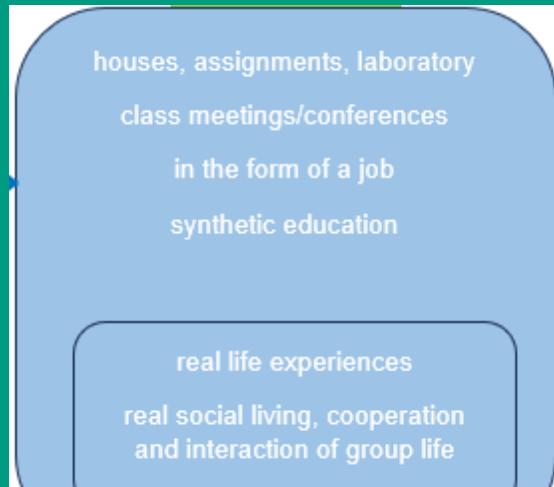 houses, assignments, laboratory
class meetings/conferences
in the form of a job
synthetic education
real life experiences
real social living, cooperation
and interaction of group life